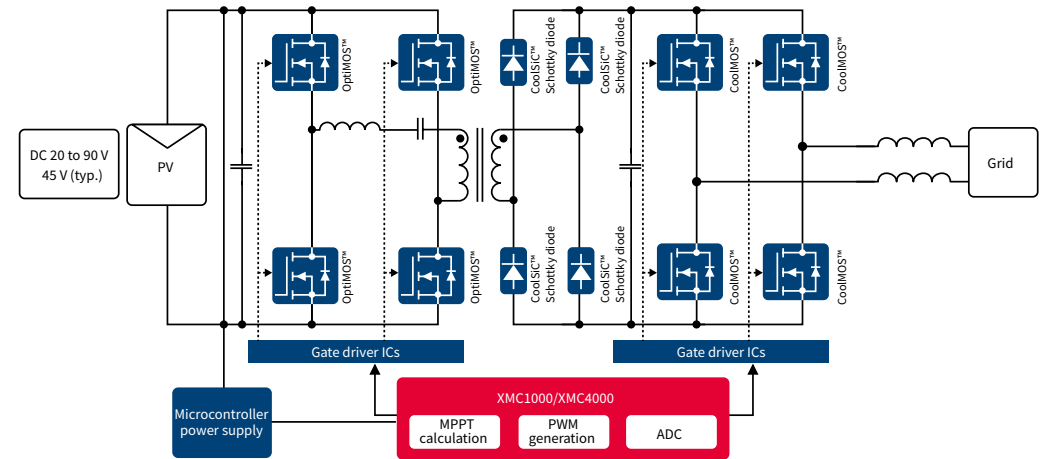 DC 20 to 90 V
45 V (typ.)
PV
OptiMOS™
OptiMOS™
CoolSiC™
Schottky diode
CoolSiC™
Schottky diode
CoolMOS™
CoolMOS™
Grid
OptiMOS™
OptiMOS™
CoolSiC™
Schottky diode
CoolSiC™
Schottky diode
CoolMOS™
CoolMOS™
Gate driver ICs
Gate driver ICs
Microcontroller
power supply
XMC1000/XMC4000
MPPT
calculation
PWM
generation
ADC